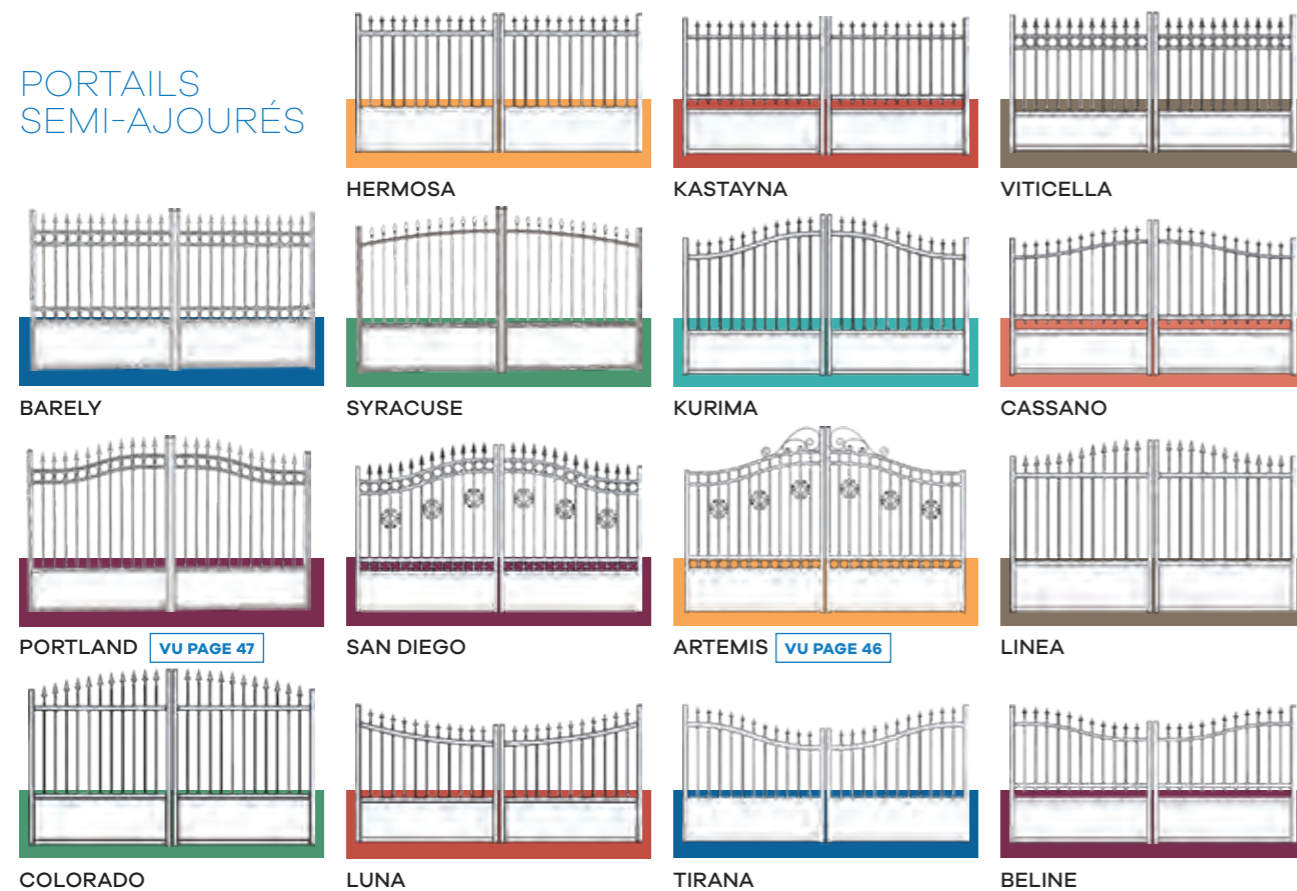 PORTAILS
SEMI-AJOURÉS
HERMOSA
KASTAYNA
VITICELLA
BARELY
SYRACUSE
KURIMA
CASSANO
PORTLAND VU PAGE 47
SAN DIEGO
ARTEMIS VU PAGE 46
LINEA
COLORADO
LUNA
TIRANA
BELINE